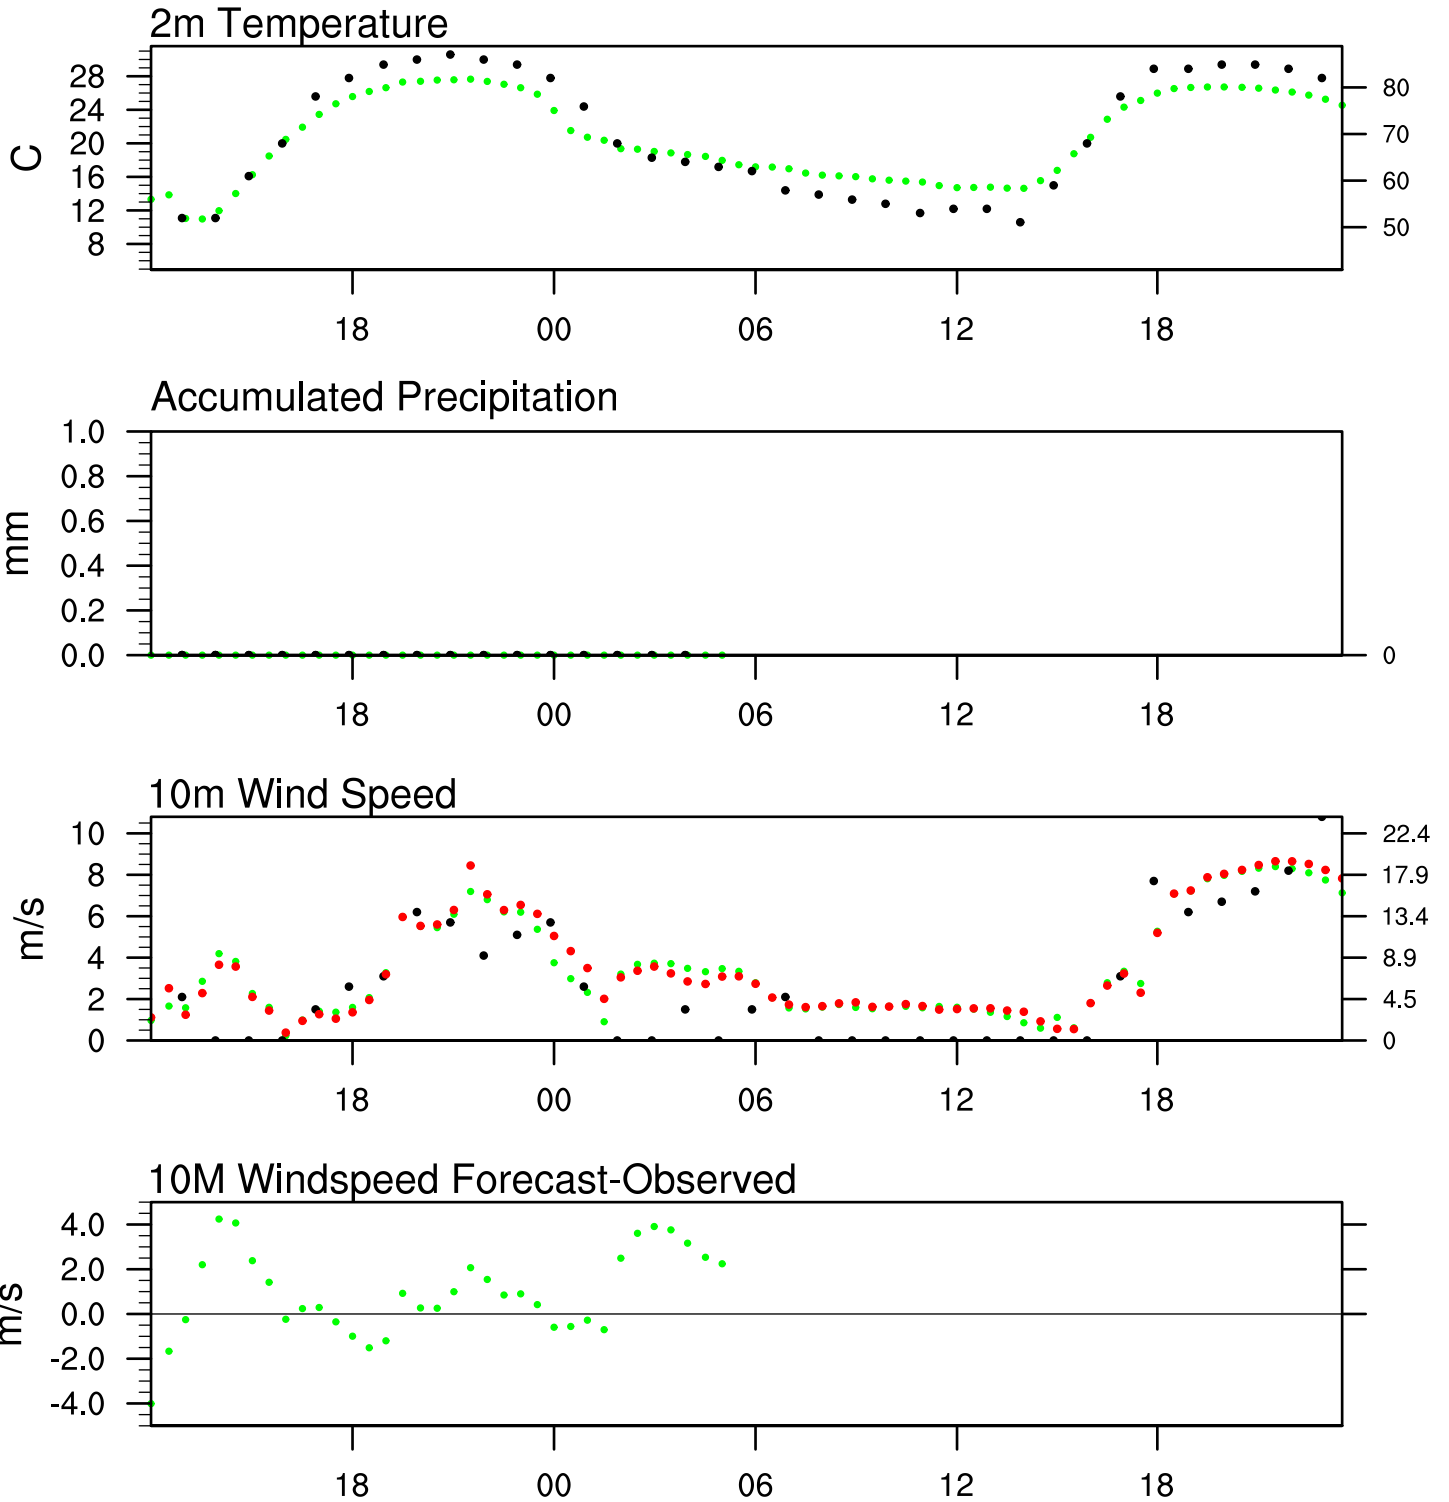 2m Temperature
28
24
20
16
12
8
C
80
70
60
50
18 00 06 12 18
Accumulated Precipitation
1.0
0.8
0.6
0.4
0.2
0.0
mm
0
18 00 06 12 18
10m Wind Speed
10
8
6
4
2
0
m/s
22.4
17.9
13.4
8.9
4.5
0
18 00 06 12 18
10M Windspeed Forecast-Observed
4.0
2.0
0.0
-2.0
-4.0
m/s
18 00 06 12 18